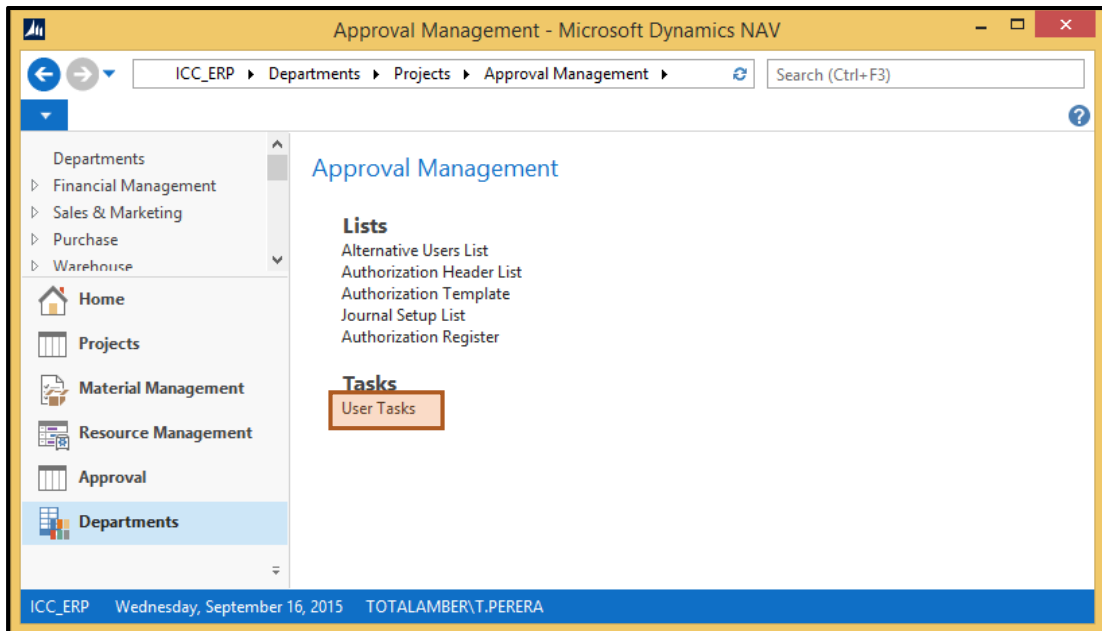 Approval Management - Microsoft Dynamics NAV
ICC_ERP ▸ Departments ▸ Projects ▸ Approval Management ▸
Search (Ctrl+F3)
Departments
Financial Management
Sales & Marketing
Purchase
Warehouse
Home
Projects
Material Management
Resource Management
Approval
Departments
Approval Management
Lists
Alternative Users List
Authorization Header List
Authorization Template
Journal Setup List
Authorization Register
Tasks
User Tasks
ICC_ERP Wednesday, September 16, 2015 TOTALAMBER\T.PERERA